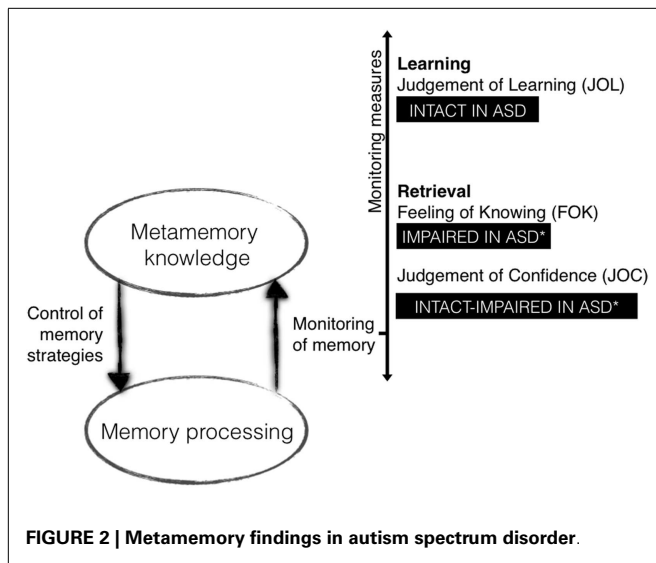 Monitoring measures
Learning
Judgement of Learning (JOL)
INTACT IN ASD
Retrieval
Feeling of Knowing (FOK)
IMPAIRED IN ASD*
Judgement of Confidence (JOC)
INTACT-IMPAIRED IN ASD*
Metamemory
knowledge
Control of
memory
strategies
Monitoring
of memory
Memory processing
FIGURE 2 | Metamemory findings in autism spectrum disorder.